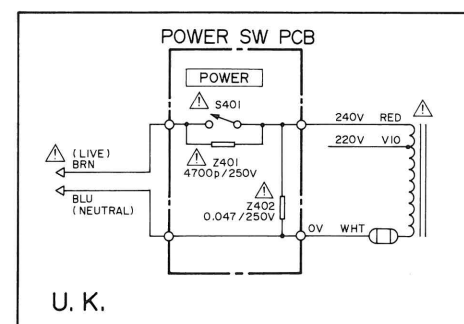 POWER SW PCB
POWER
S401
240V RED
220V VIO
(LIVE)
BRN
Z401
4700p/250V
BLU
(NEUTRAL)
Z402
0.047/250V
0V WHT
U. K.